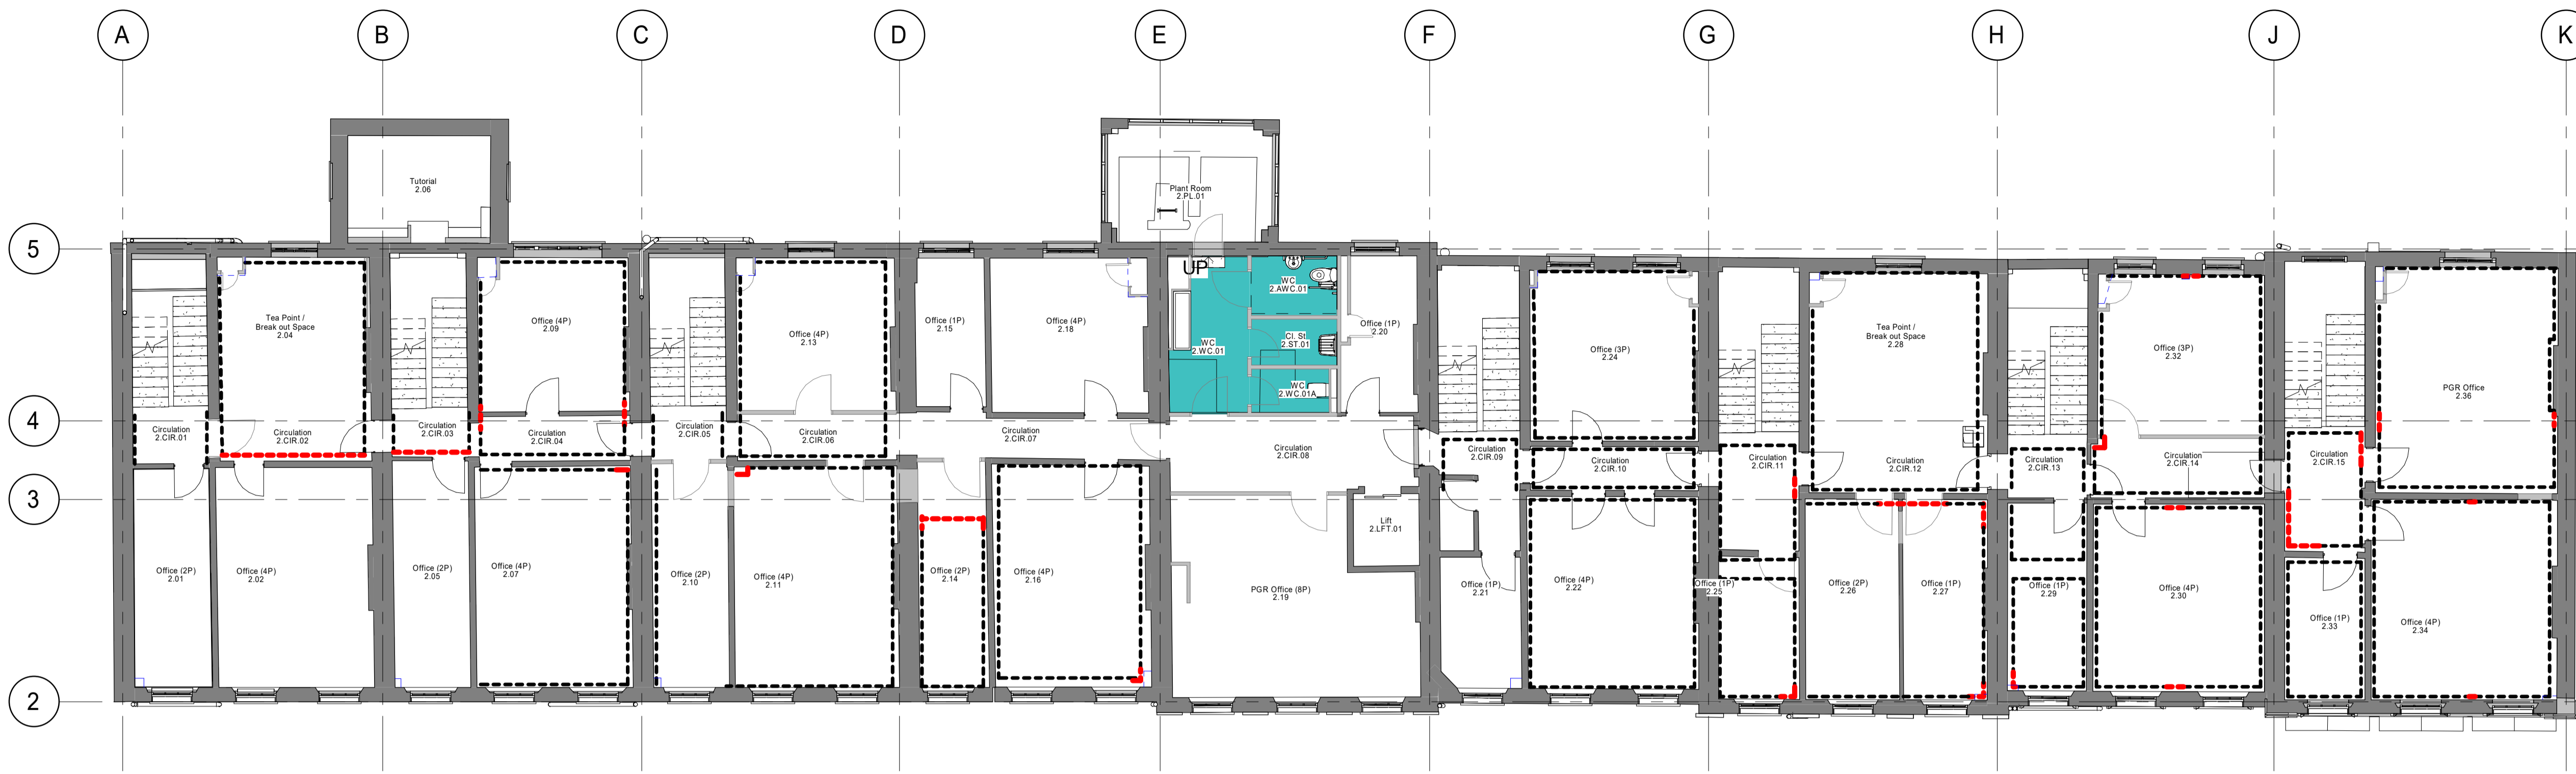 A
B
C
D
E
F
G
H
J
K
5
4
3
2
Tutorial
2.06
Plant Room
2.PL.01
UP
Tea Point /
Break out Space
2.04
Office (4P)
2.09
Office (4P)
2.13
Office (1P)
2.15
Office (4P)
2.18
WC
2.AWC.01
Cl. St
2.ST.01
WC
2.WC.01
WC
2.WC.01A
Office (1P)
2.20
Office (3P)
2.24
Tea Point /
Break out Space
2.28
Office (3P)
2.32
PGR Office
2.36
Circulation
2.CIR.01
Circulation
2.CIR.02
Circulation
2.CIR.03
Circulation
2.CIR.04
Circulation
2.CIR.05
Circulation
2.CIR.06
Circulation
2.CIR.07
Circulation
2.CIR.08
Circulation
2.CIR.09
Circulation
2.CIR.10
Circulation
2.CIR.11
Circulation
2.CIR.12
Circulation
2.CIR.13
Circulation
2.CIR.14
Circulation
2.CIR.15
Lift
2.LFT.01
Office (2P)
2.01
Office (4P)
2.02
Office (2P)
2.05
Office (4P)
2.07
Office (2P)
2.10
Office (4P)
2.11
Office (2P)
2.14
Office (4P)
2.16
PGR Office (8P)
2.19
Office (1P)
2.21
Office (4P)
2.22
Office (1P)
2.25
Office (2P)
2.26
Office (1P)
2.27
Office (1P)
2.29
Office (4P)
2.30
Office (1P)
2.33
Office (4P)
2.34